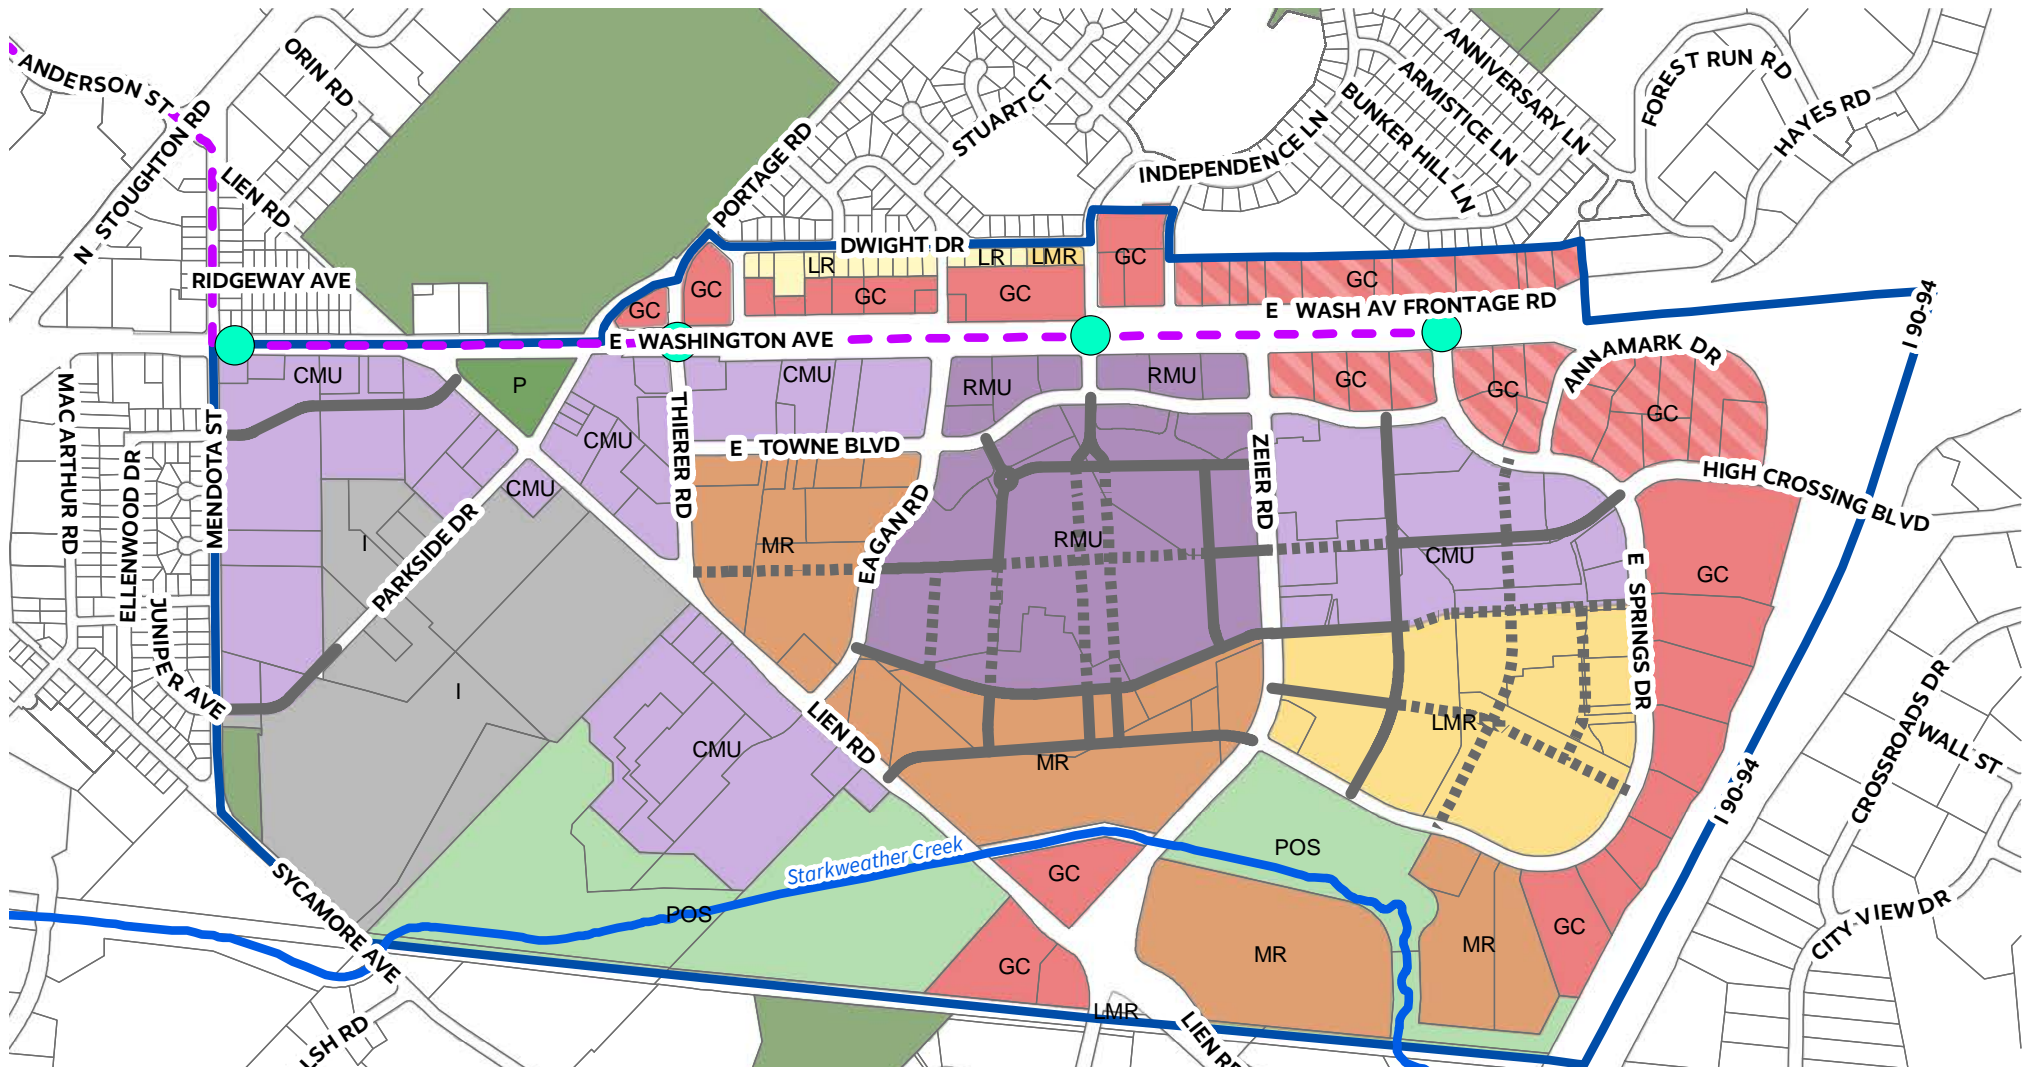 ANDERSON ST
ORIN RD
N STOUGHTON RD
LIEN RD
RIDGEWAY AVE
PORTAGE RD
STUART CT
INDEPENDENCE LN
BUNKER HILL LN
ARMISTICE LN
ANNIVERSARY LN
FOREST RUN RD
HAYES RD
DWIGHT DR
LR
LR
LMR
GC
GC
GC
GC
GC
GC
E WASH AV FRONTAGE RD
E WASHINGTON AVE
I 90-94
ANNAMARK DR
MAC ARTHUR RD
ELLENWOOD DR
JUNIPER AVE
MENDOTA ST
CMU
P
CMU
CMU
CMU
THIERER RD
E TOWNE BLVD
RMU
RMU
GC
GC
GC
ZEIER RD
HIGH CROSSING BLVD
I
PARKSIDE DR
MR
EAGAN RD
RMU
CMU
GC
E SPRINGS DR
I
CMU
LIEN RD
MR
LMR
I 90-94
CROSSROADS DR
WALL ST
CITY VIEW DR
Starkweather Creek
POS
POS
GC
GC
MR
MR
GC
SYCAMORE AVE
LMR
LSH RD
LIEN RD